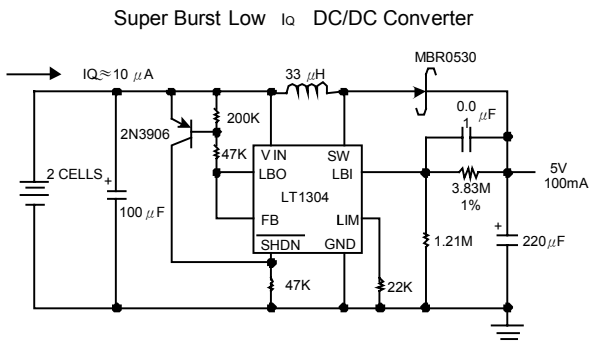 Super Burst Low IQ DC/DC Converter
MBR0530
IQ≈10 μA
33 μH
0.0
1 μF
2N3906
200K
47K
V IN
SW
LBO
LBI
LT1304
5V
100mA
3.83M
1%
2 CELLS
+
100 μF
FB
LIM
SHDN
GND
1.21M
+
220μF
47K
22K